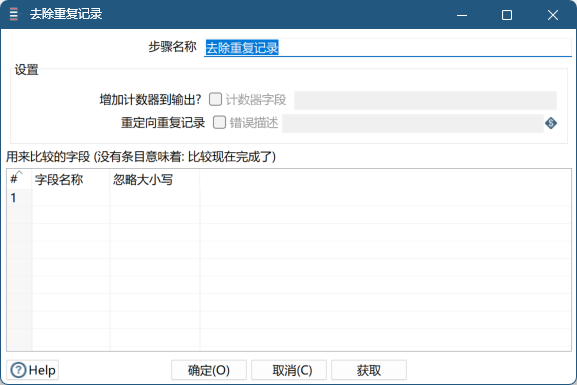 去除重复记录
步骤名称 去除重复记录
设置
增加计数器到输出? 计数器字段
重定向重复记录 错误描述
用来比较的字段 (没有条目意味着: 比较现在完成了)
# 字段名称 忽略大小写
1
Help 确定(O) 取消(C) 获取